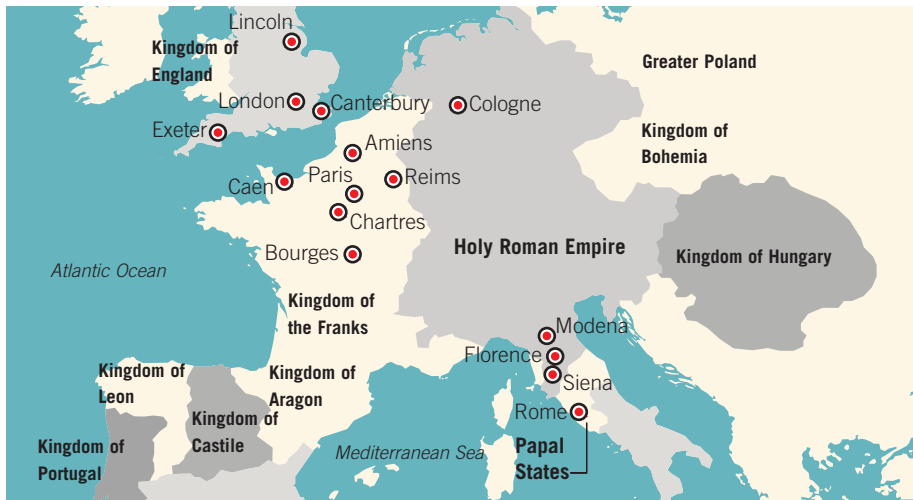 Lincoln
Kingdom of
England
Greater Poland
London
Canterbury
Cologne
Exeter
Kingdom of
Bohemia
Amiens
Paris
Reims
Caen
Chartres
Bourges
Holy Roman Empire
Kingdom of Hungary
Atlantic Ocean
Kingdom of
the Franks
Modena
Florence
Kingdom of
Leon
Kingdom of
Aragon
Siena
Rome
Kingdom of
Castile
Kingdom of
Portugal
Mediterranean Sea
Papal
States